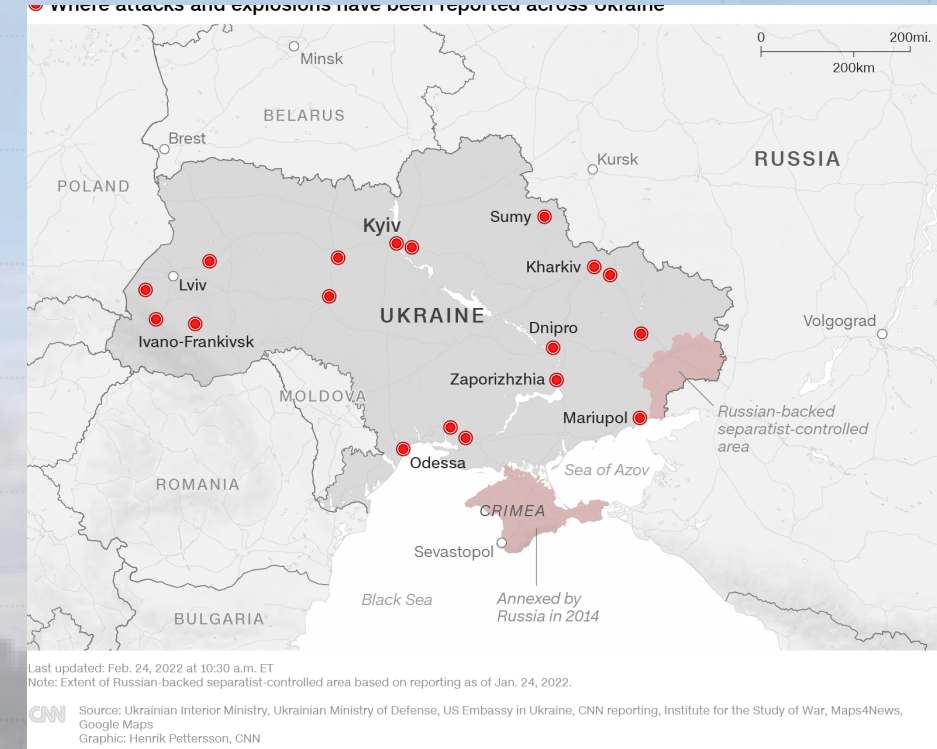 Where attacks and explosions have been reported across Ukraine
0 200mi.
200km
Minsk
BELARUS
Brest
Kursk
RUSSIA
POLAND
Sumy
Kyiv
Kharkiv
Lviv
UKRAINE
Volgograd
Dnipro
Ivano-Frankivsk
Zaporizhzhia
MOLDOVA
Mariupol
Russian-backed
separatist-controlled
area
Odessa
Sea of Azov
ROMANIA
CRIMEA
Sevastopol
Black Sea
Annexed by
Russia in 2014
BULGARIA
Last updated: Feb. 24, 2022 at 10:30 a.m. ET
Note: Extent of Russian-backed separatist-controlled area based on reporting as of Jan. 24, 2022.
CNN
Source: Ukrainian Interior Ministry, Ukrainian Ministry of Defense, US Embassy in Ukraine, CNN reporting, Institute for the Study of War, Maps4News,
Google Maps
Graphic: Henrik Pettersson, CNN